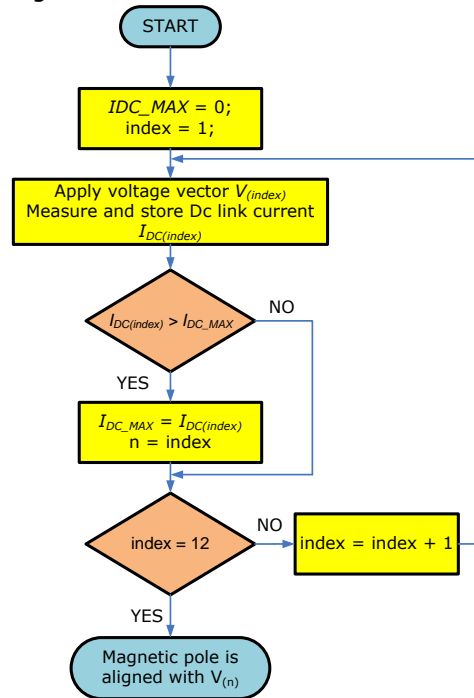 START
IDC_MAX = 0;
index = 1;
Apply voltage vector V(index)
Measure and store Dc link current
IDC(index)
IDC(index) > IDC_MAX
NO
YES
IDC_MAX = IDC(index)
n = index
index = 12
NO
index = index + 1
YES
Magnetic pole is
aligned with V(n)